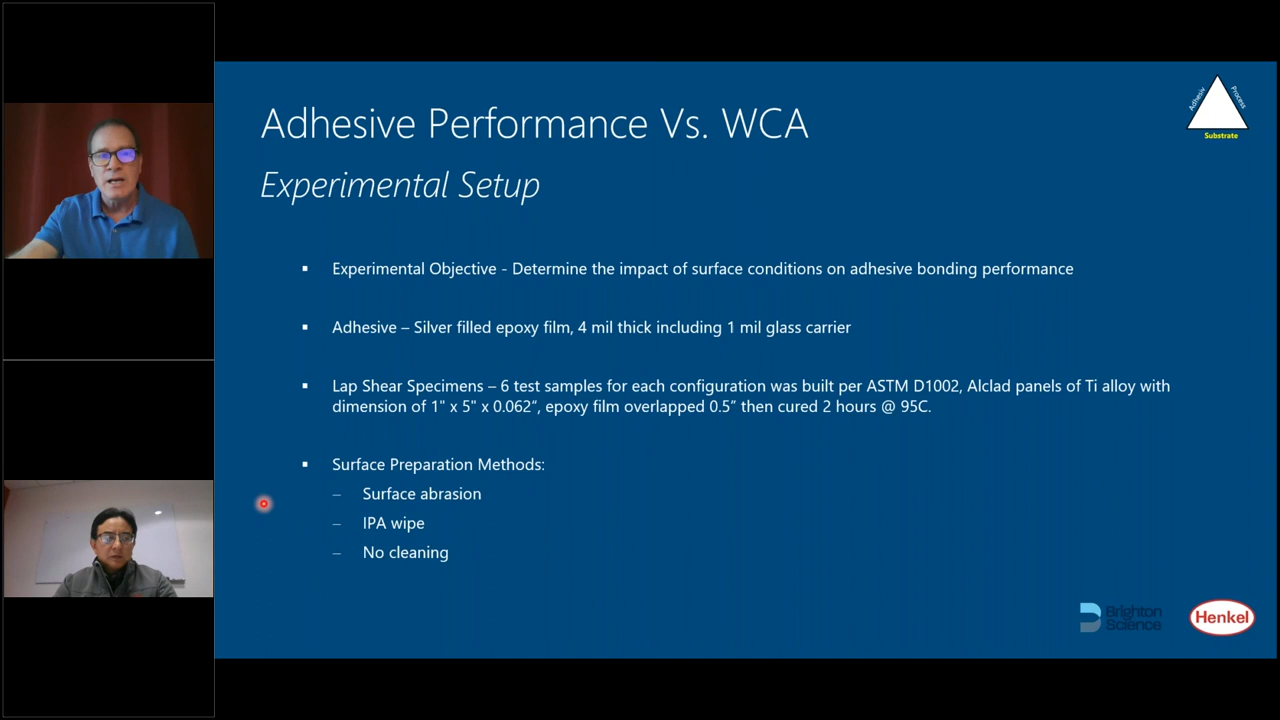 Adhesive Performance Vs. WCA
Experimental Setup
Adhesiv
Process
Substrate
▪ Experimental Objective - Determine the impact of surface conditions on adhesive bonding performance
▪ Adhesive – Silver filled epoxy film, 4 mil thick including 1 mil glass carrier
▪ Lap Shear Specimens – 6 test samples for each configuration was built per ASTM D1002, Alclad panels of Ti alloy with
dimension of 1" x 5" x 0.062“, epoxy film overlapped 0.5” then cured 2 hours @ 95C.
▪ Surface Preparation Methods:
– Surface abrasion
– IPA wipe
– No cleaning
Brighton
Science
Henkel